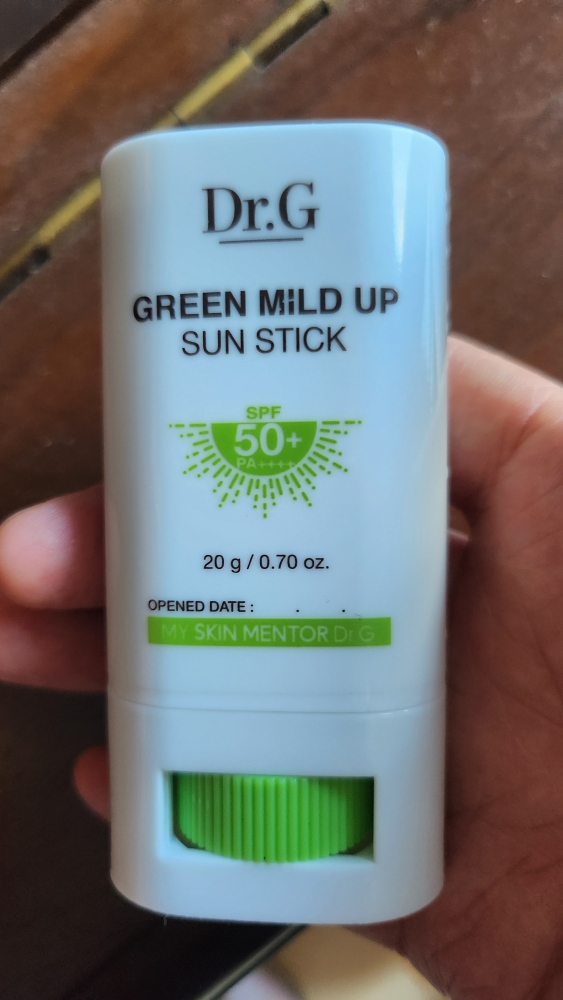 Dr.G
GREEN MiLD UP
SUN STICK
SPF
50+
PA++++
20 g / 0.70 oz.
OPENED DATE : . .
MY SKIN MENTOR Dr.G